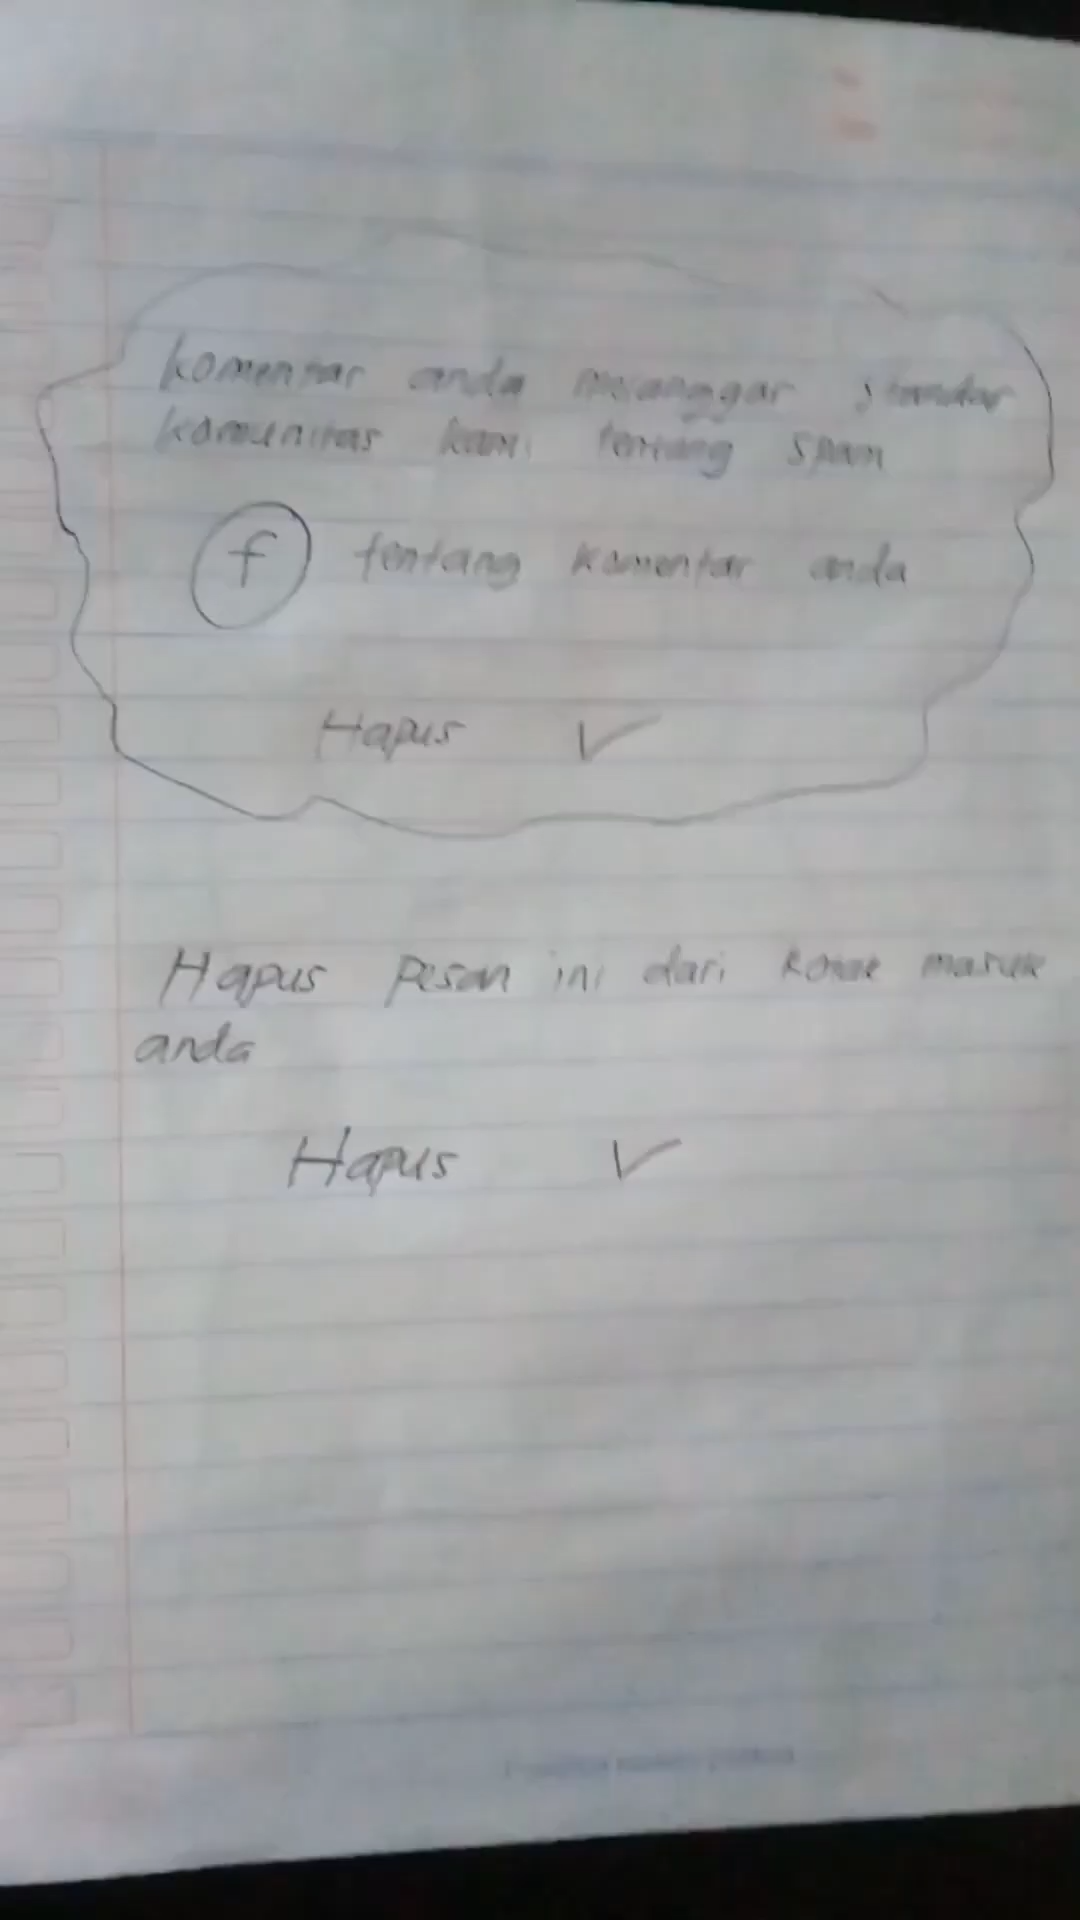 komentar anda melanggar standar
komunitas kami tentang spam
f tentang komentar anda
Hapus
Hapus pesan ini dari kotak masuk
anda
Hapus